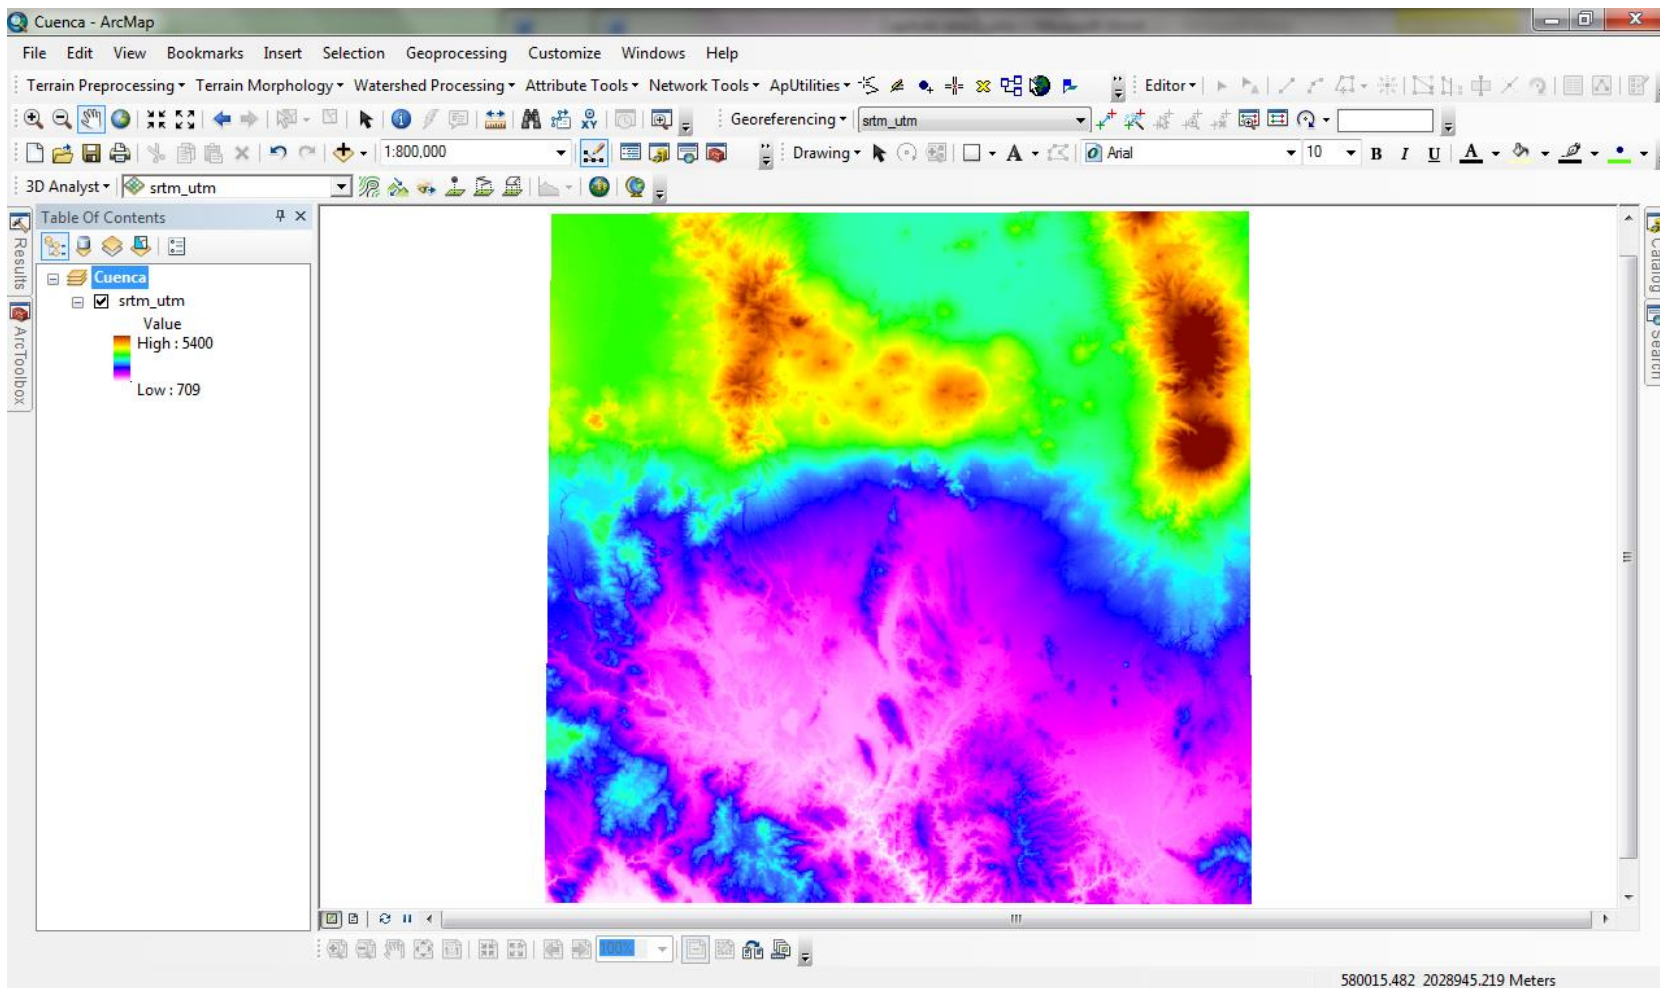 Cuenca - ArcMap
File Edit View Bookmarks Insert Selection Geoprocessing Customize Windows Help
Terrain Preprocessing Terrain Morphology Watershed Processing Attribute Tools Network Tools ApUtilities Editor
Georeferencing srtm_utm
1:800,000 Drawing A Arial 10 B I U A
3D Analyst srtm_utm
Table Of Contents
Results
ArcToolbox
Cuenca
srtm_utm
Value
High : 5400
Low : 709
Catalog
Search
100%
580015.482 2028945.219 Meters